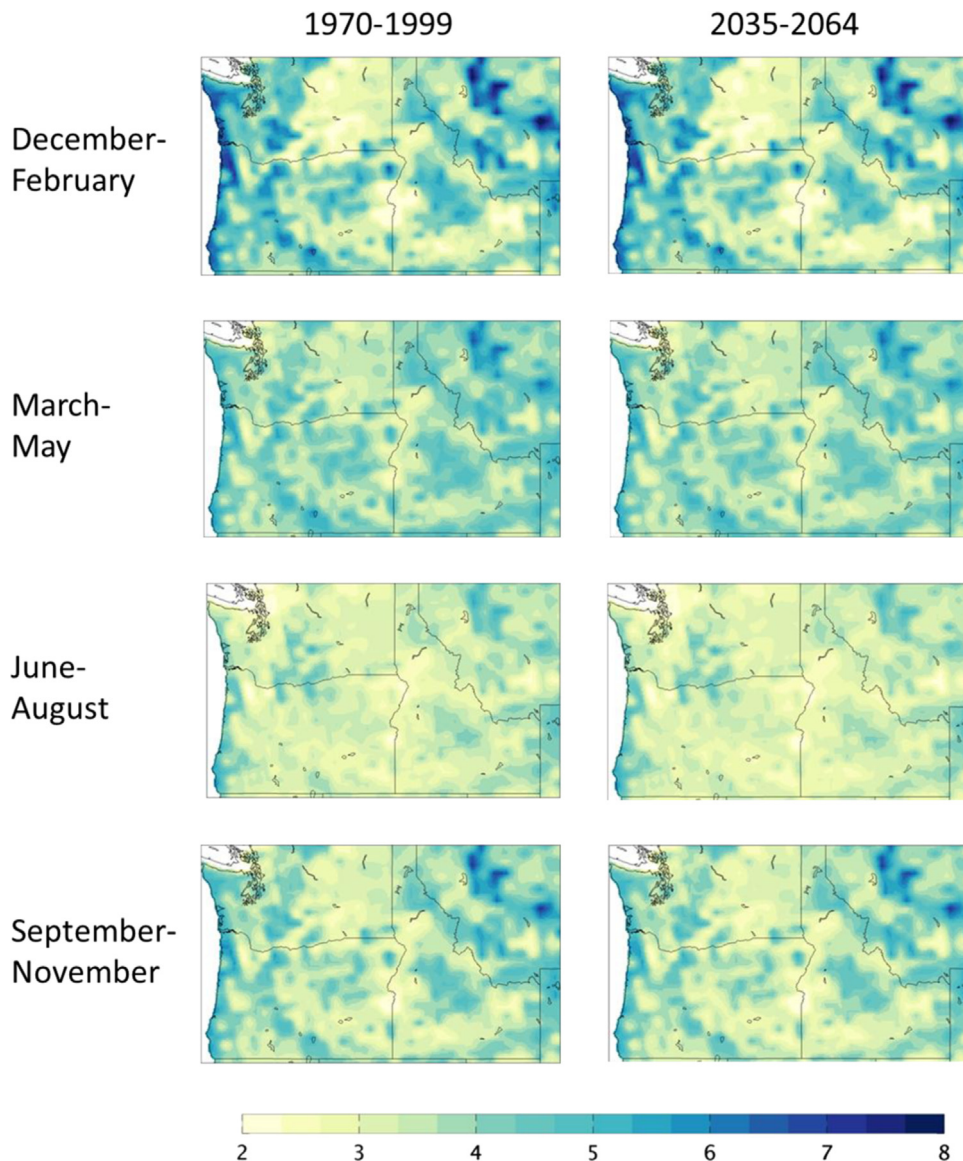 1970-1999 2035-2064
December-
February
March-
May
June-
August
September-
November
2 3 4 5 6 7 8